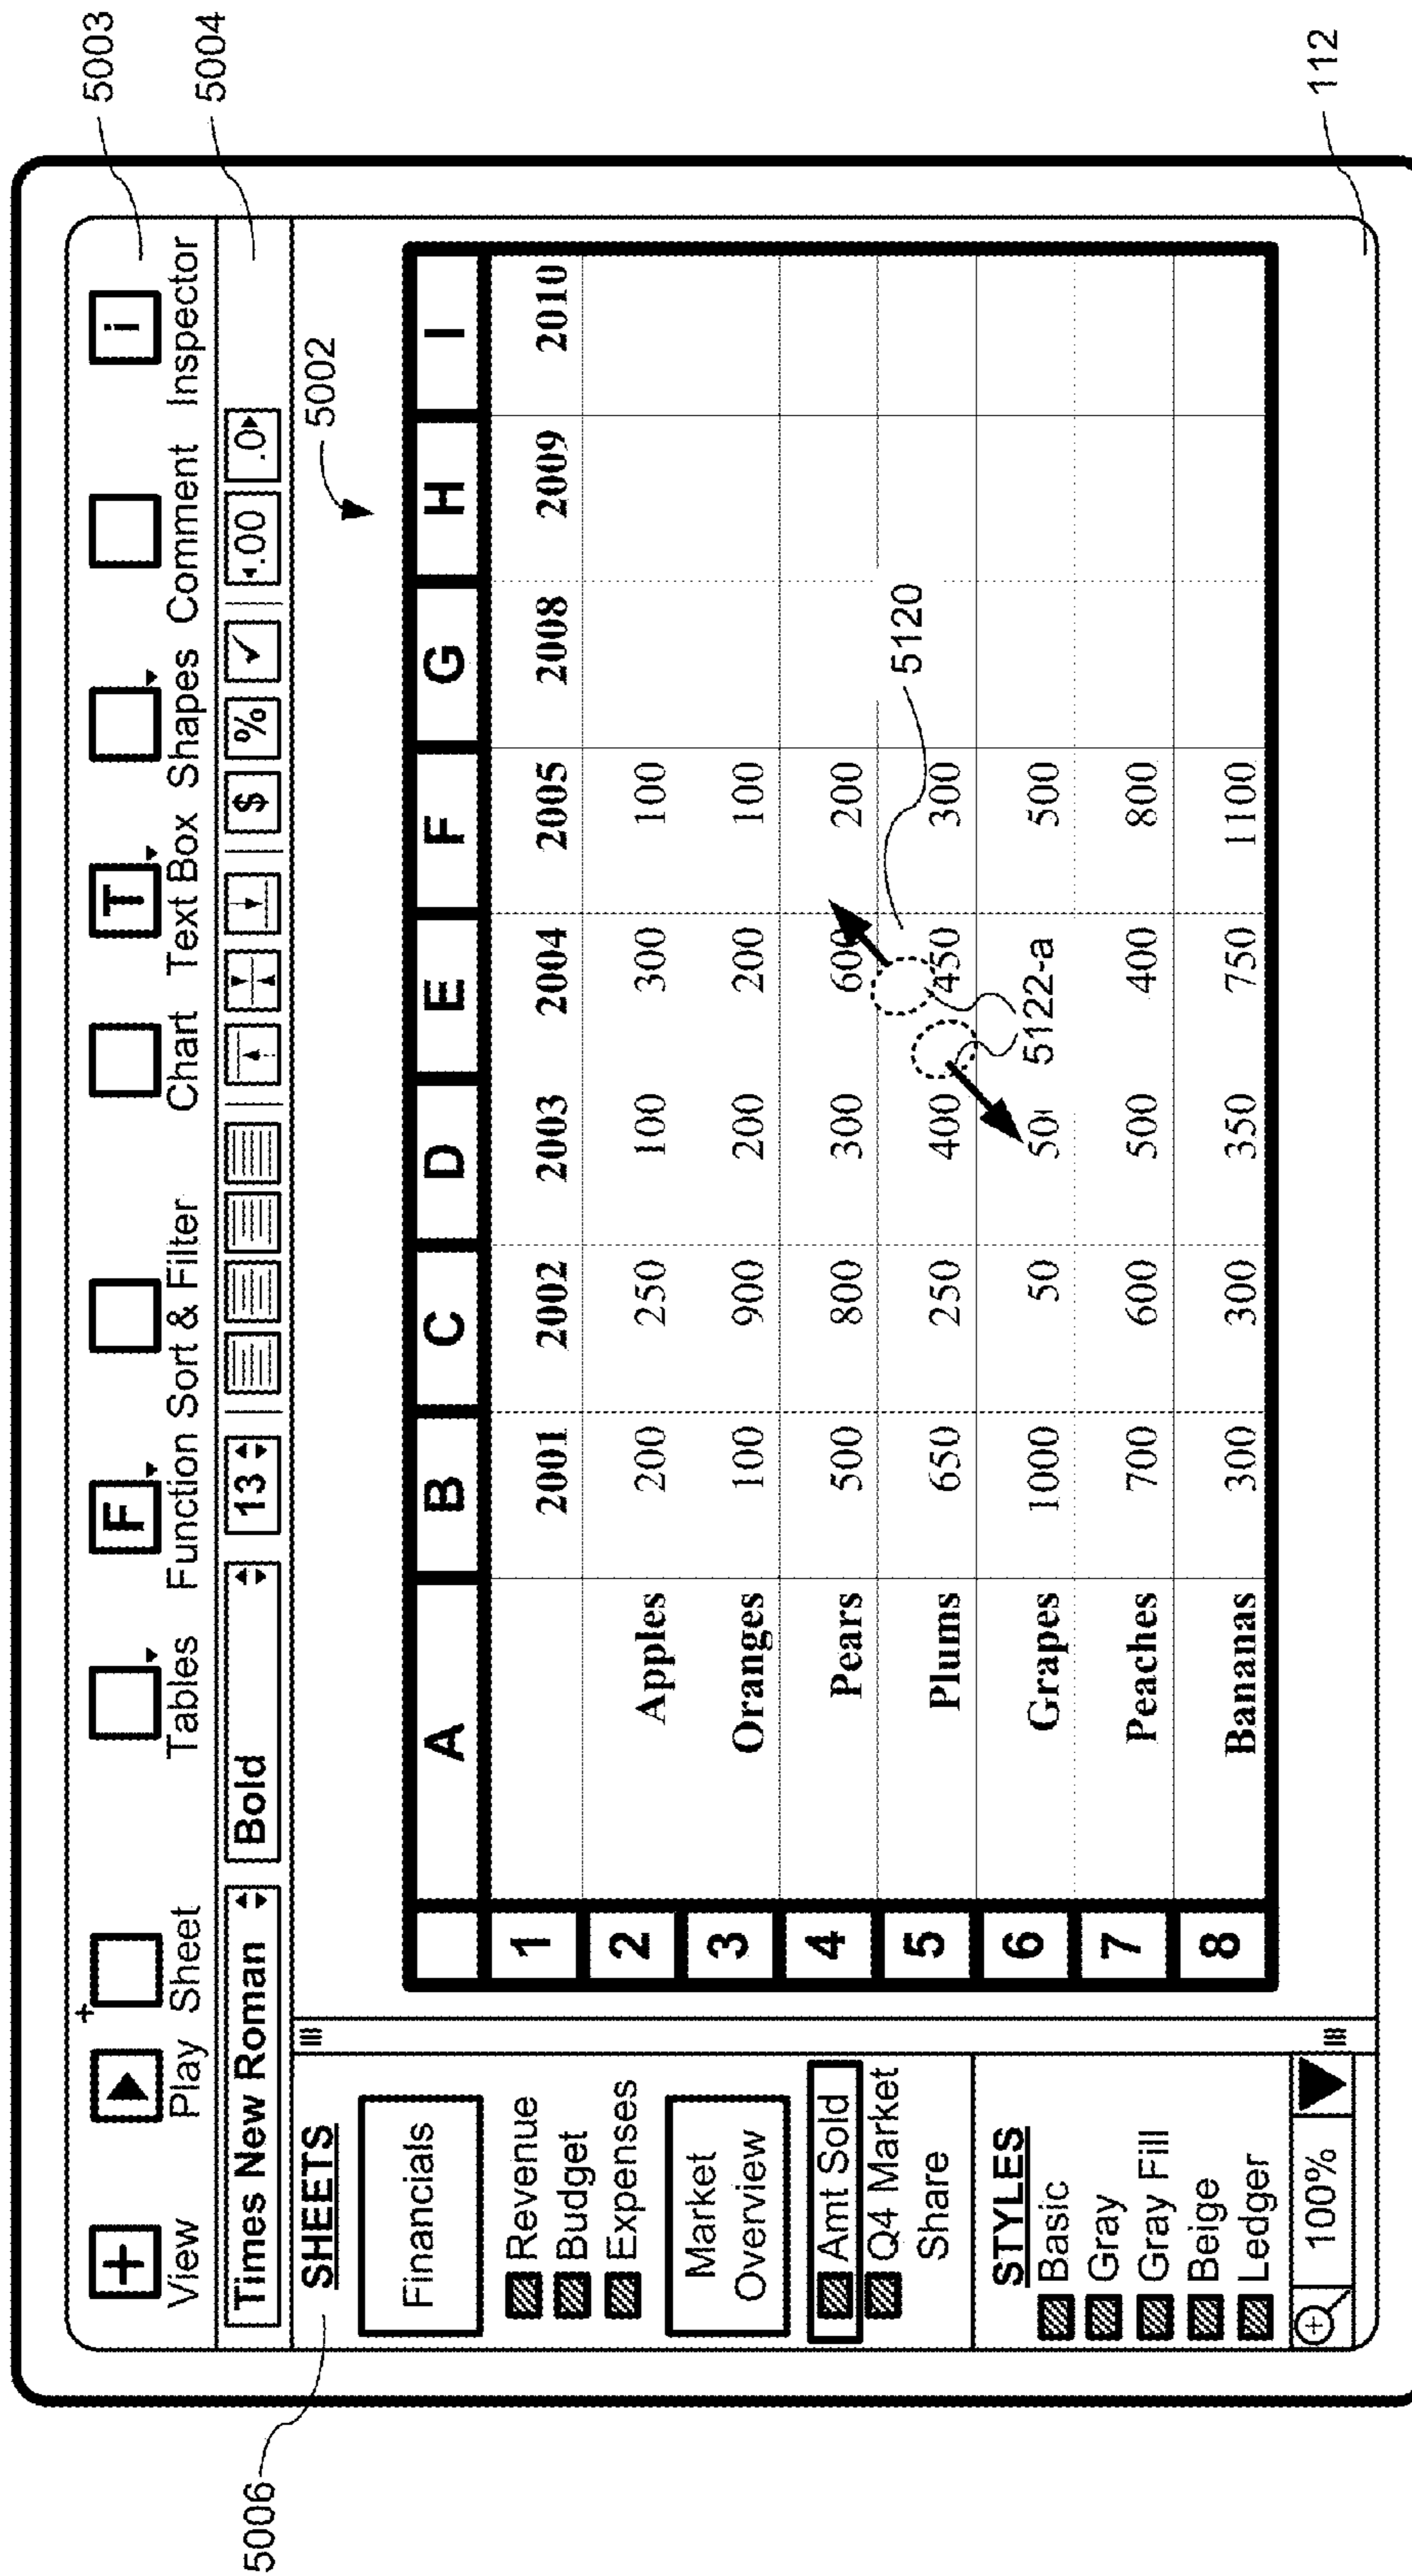 5003
5004
+
F
T
i
View Play Sheet Tables Function Sort & Filter Chart Text Box Shapes Comment Inspector
Times New Roman Bold 13 $ % ✓ .00 .0
5006
SHEETS
Financials
Revenue
Budget
Expenses
Market
Overview
Amt Sold
Q4 Market
Share
STYLES
Basic
Gray
Gray Fill
Beige
Ledger
100%
5002
A B C D E F G H I
1 2001 2002 2003 2004 2005 2008 2009 2010
2 Apples 200 250 100 300 100
3 Oranges 100 900 200 200 100
4 Pears 500 800 300 600 200
5 Plums 650 250 400 450 300
6 Grapes 1000 50 50 500
7 Peaches 700 600 500 400 800
8 Bananas 300 300 350 750 1100
5120
5122-a
112